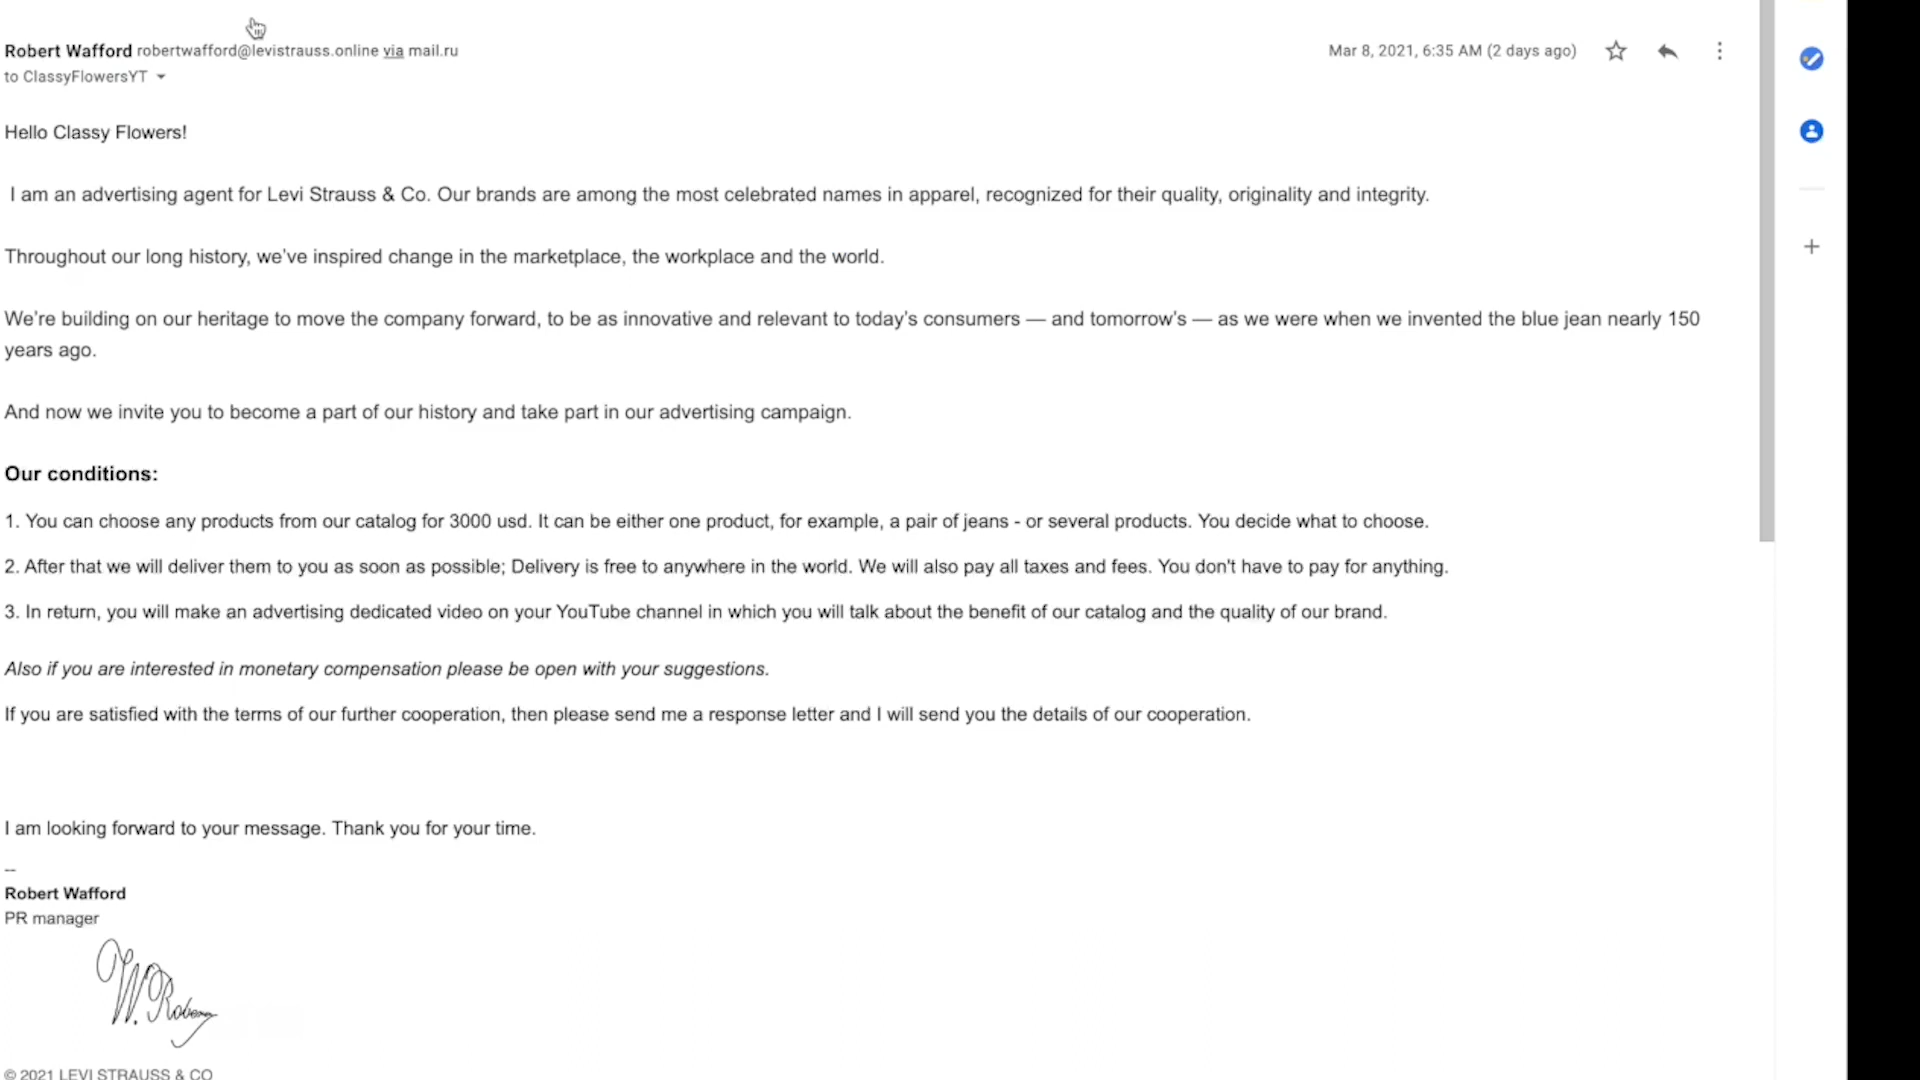 Robert Wafford robertwafford@levistrauss.online via mail.ru
Mar 8, 2021, 6:35 AM (2 days ago)
to ClassyFlowersYT
Hello Classy Flowers!
I am an advertising agent for Levi Strauss & Co. Our brands are among the most celebrated names in apparel, recognized for their quality, originality and integrity.
Throughout our long history, we've inspired change in the marketplace, the workplace and the world.
We're building on our heritage to move the company forward, to be as innovative and relevant to today's consumers — and tomorrow's — as we were when we invented the blue jean nearly 150
years ago.
And now we invite you to become a part of our history and take part in our advertising campaign.
Our conditions:
1. You can choose any products from our catalog for 3000 usd. It can be either one product, for example, a pair of jeans - or several products. You decide what to choose.
2. After that we will deliver them to you as soon as possible; Delivery is free to anywhere in the world. We will also pay all taxes and fees. You don't have to pay for anything.
3. In return, you will make an advertising dedicated video on your YouTube channel in which you will talk about the benefit of our catalog and the quality of our brand.
Also if you are interested in monetary compensation please be open with your suggestions.
If you are satisfied with the terms of our further cooperation, then please send me a response letter and I will send you the details of our cooperation.
I am looking forward to your message. Thank you for your time.
--
Robert Wafford
PR manager
© 2021 LEVI STRAUSS & CO